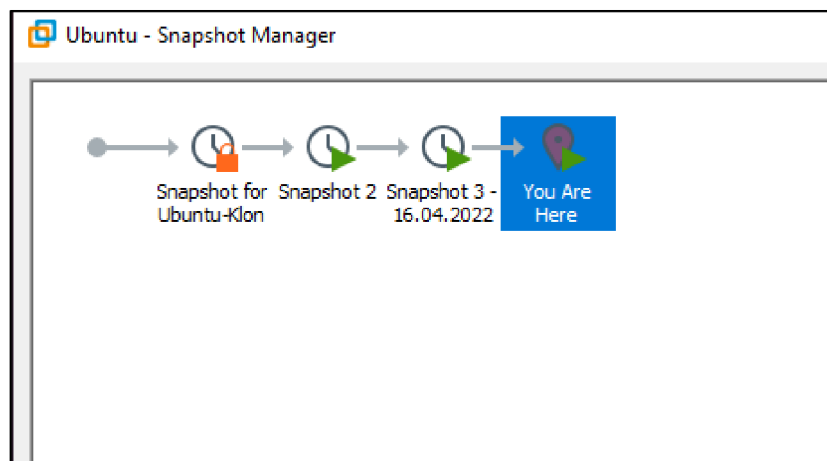 Ubuntu - Snapshot Manager
Snapshot for
Ubuntu-Klon
Snapshot 2
Snapshot 3 -
16.04.2022
You Are
Here